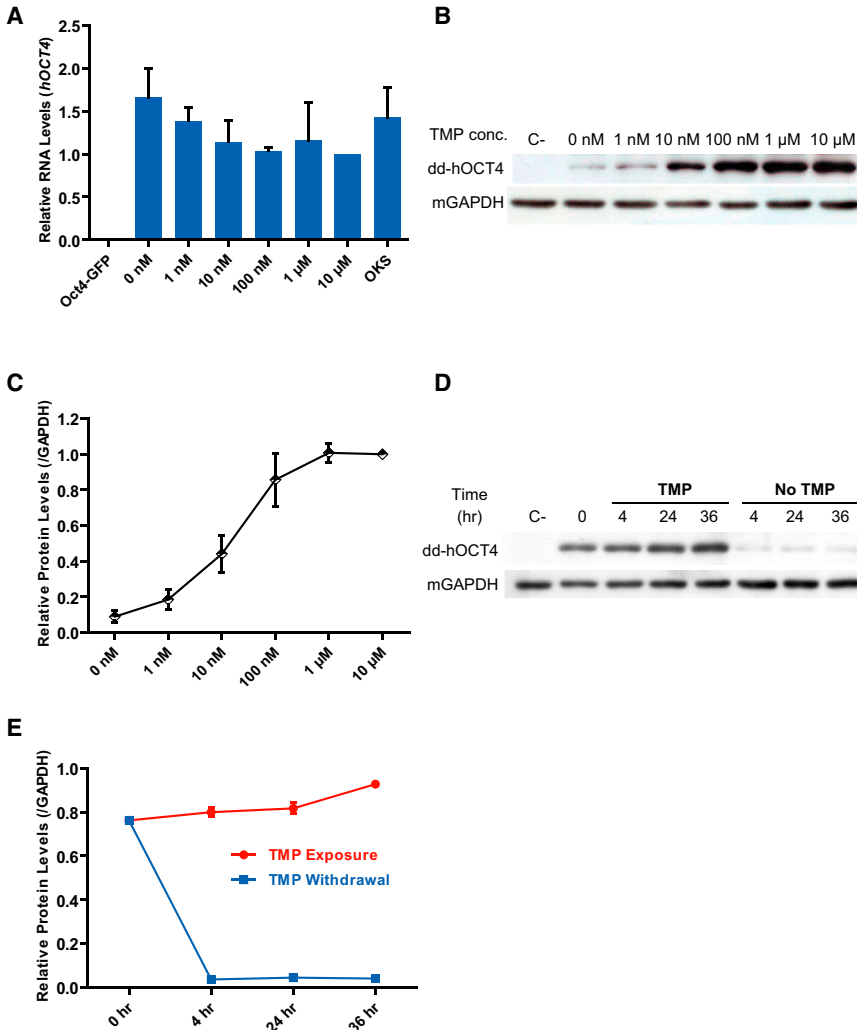 A
Relative RNA Levels (hOCT4)
2.5
2.0
1.5
1.0
0.5
0.0
Oct4-GFP
0 nM
1 nM
10 nM
100 nM
1 µM
10 µM
OKS
B
TMP conc. C- 0 nM 1 nM 10 nM 100 nM 1 µM 10 µM
dd-hOCT4
mGAPDH
C
Relative Protein Levels (/GAPDH)
1.2
1.0
0.8
0.6
0.4
0.2
0.0
0 nM
1 nM
10 nM
100 nM
1 µM
10 µM
D
Time TMP No TMP
(hr) C- 0 4 24 36 4 24 36
dd-hOCT4
mGAPDH
E
Relative Protein Levels (/GAPDH)
1.0
0.8
0.6
0.4
0.2
0.0
TMP Exposure
TMP Withdrawal
0 hr
4 hr
24 hr
36 hr